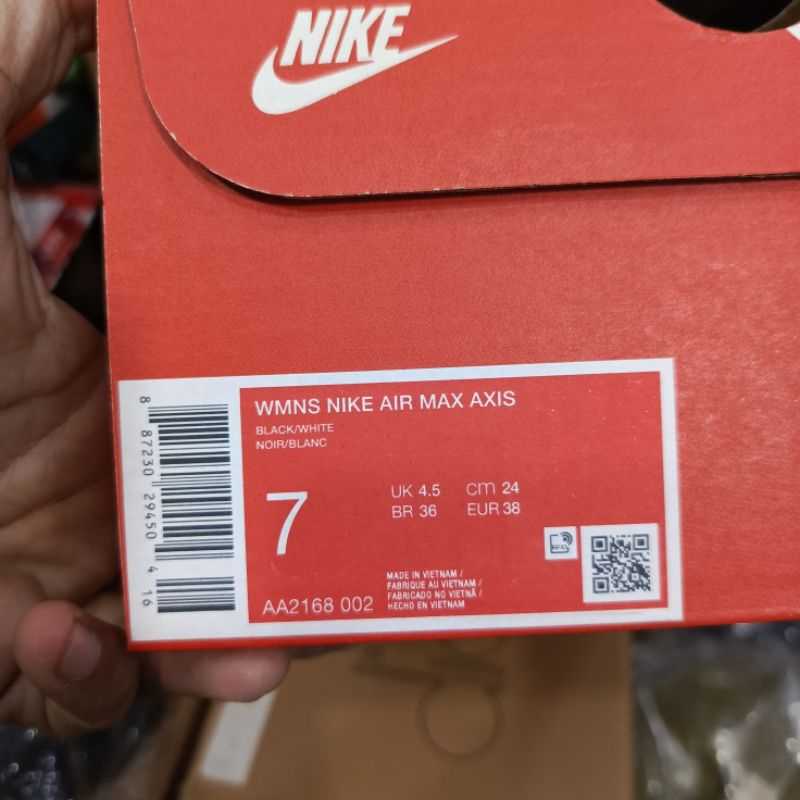 NIKE
WMNS NIKE AIR MAX AXIS
BLACK/WHITE
NOIR/BLANC
7
UK 4.5 cm 24
BR 36 EUR 38
RFID
MADE IN VIETNAM /
FABRIQUE AU VIETNAM /
FABRICADO NO VIETNÃ /
HECHO EN VIETNAM
AA2168 002
8 87230 29450 4 16